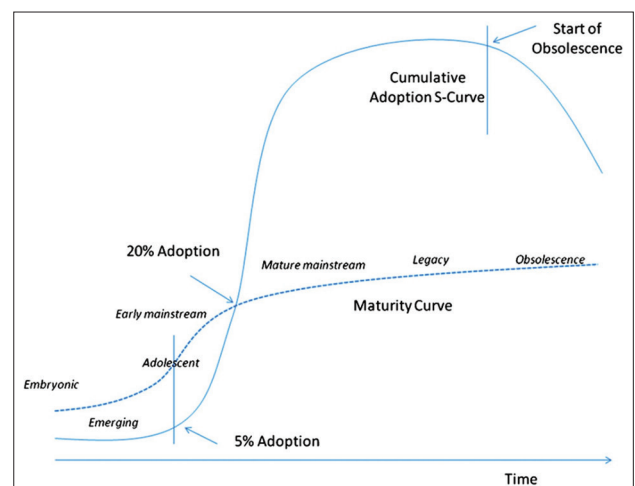 Start of
Obsolescence
Cumulative
Adoption S-Curve
20% Adoption
Mature mainstream
Legacy
Obsolescence
Early mainstream
Maturity Curve
Adolescent
Embryonic
Emerging
5% Adoption
Time